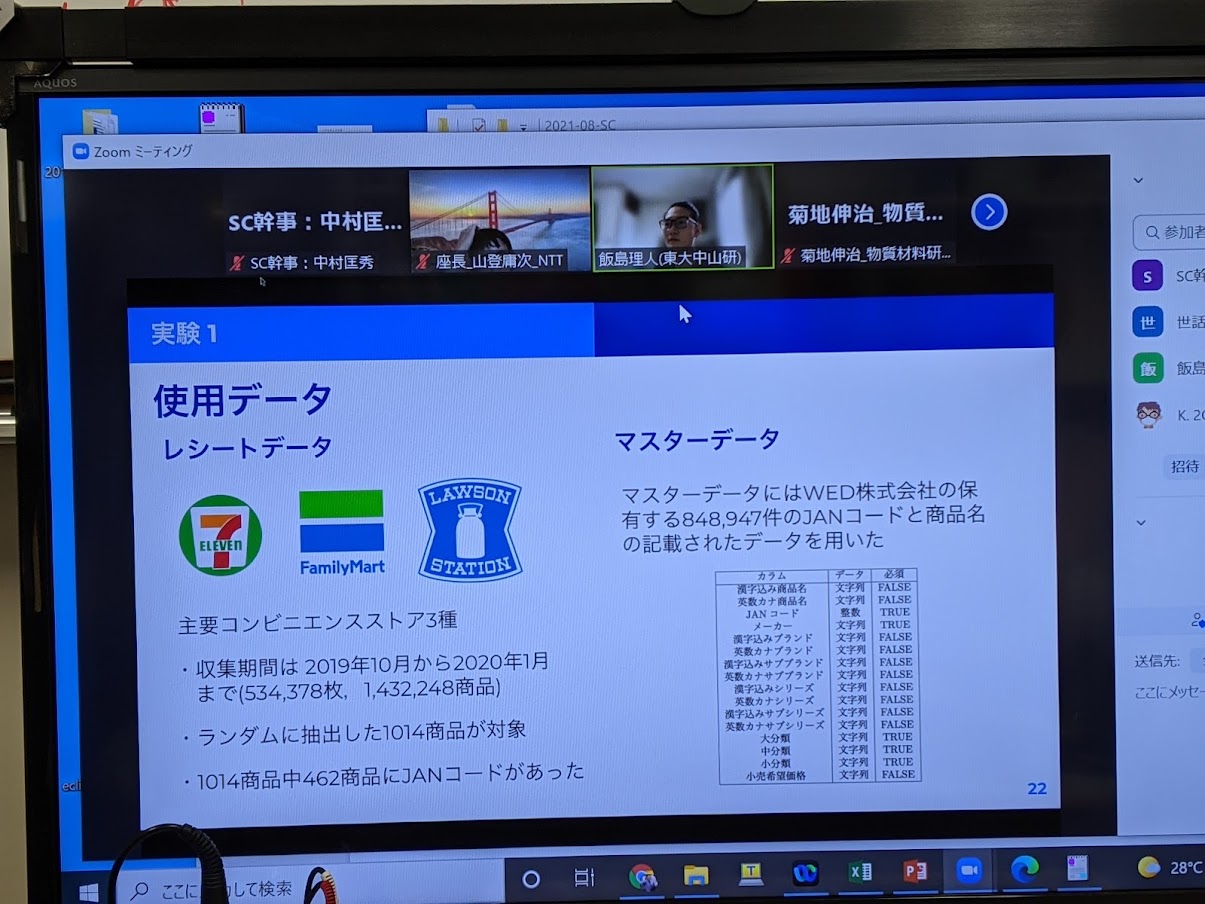 AQUOS
2021-08-SC
20
Zoom ミーティング
SC幹事：中村匡...
SC幹事：中村匡秀
座長_山登庸次_NTT
飯島理人(東大中山研)
菊地伸治_物質...
菊地伸治_物質材料研...
参加者
S
SC幹
世
世話
飯
飯島
K. 20
招待
送信先:
ここにメッセー
実験 1
使用データ
レシートデータ
7
ELEVEN
FamilyMart
LAWSON
STATION
主要コンビニエンスストア3種
・収集期間は 2019年10月から2020年1月
まで(534,378枚，1,432,248商品)
・ランダムに抽出した1014商品が対象
・1014商品中462商品にJANコードがあった
マスターデータ
マスターデータにはWED株式会社の保
有する848,947件のJANコードと商品名
の記載されたデータを用いた
カラム データ 必須
漢字込み商品名 文字列 FALSE
英数カナ商品名 文字列 FALSE
JAN コード 整数 TRUE
メーカー 文字列 TRUE
漢字込みブランド 文字列 FALSE
英数カナブランド 文字列 FALSE
漢字込みサブブランド 文字列 FALSE
英数カナサブブランド 文字列 FALSE
漢字込みシリーズ 文字列 FALSE
英数カナシリーズ 文字列 FALSE
漢字込みサブシリーズ 文字列 FALSE
英数カナサブシリーズ 文字列 FALSE
大分類 文字列 TRUE
中分類 文字列 TRUE
小分類 文字列 TRUE
小売希望価格 文字列 FALSE
22
ecli
ここに
して検索
28°C